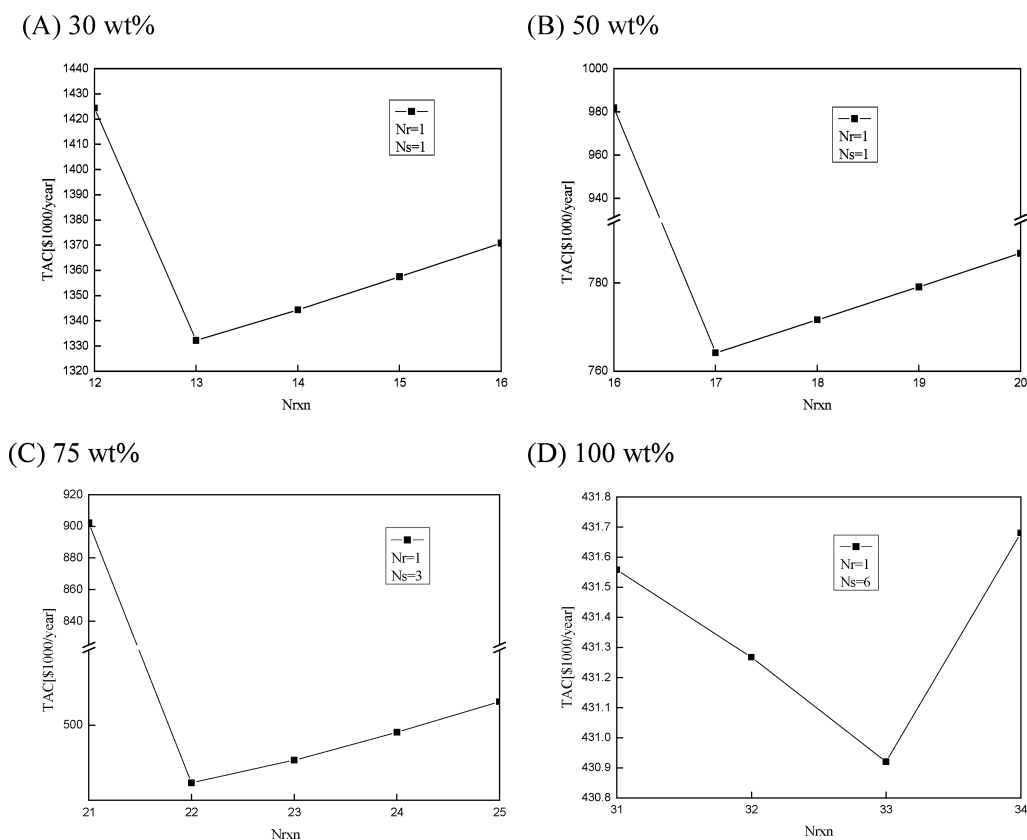 (A) 30 wt%
1440
1430
1420
1410
1400
1390
1380
1370
1360
1350
1340
1330
1320
TAC[$1000/year]
Nr=1
Ns=1
12 13 14 15 16
Nrxn
(B) 50 wt%
1000
980
960
940
780
760
TAC[$1000/year]
Nr=1
Ns=1
16 17 18 19 20
Nrxn
(C) 75 wt%
920
900
880
860
840
500
TAC[$1000/year]
Nr=1
Ns=3
21 22 23 24 25
Nrxn
(D) 100 wt%
431.8
431.7
431.6
431.5
431.4
431.3
431.2
431.1
431.0
430.9
430.8
TAC[$1000/year]
Nr=1
Ns=6
31 32 33 34
Nrxn